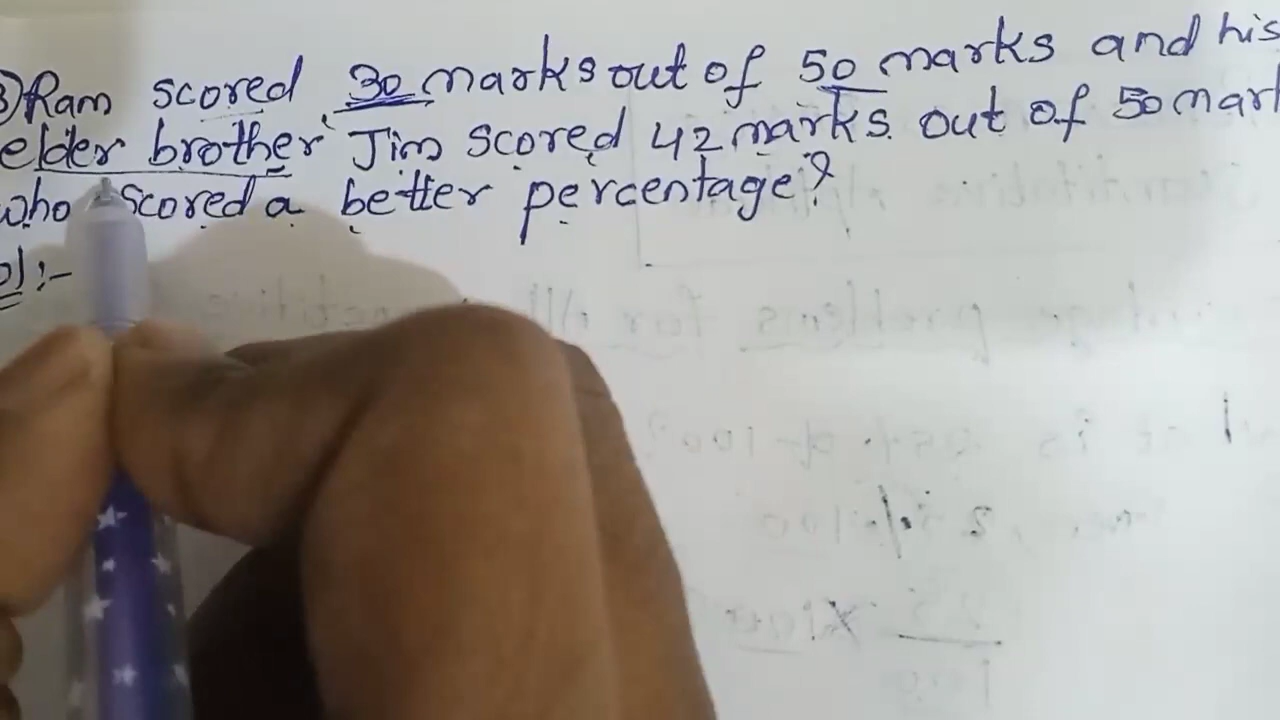 3) Ram scored 30 marks out of 50 marks and his
elder brother Jim scored 42 marks out of 50 mar
who scored a better percentage?
ol :-